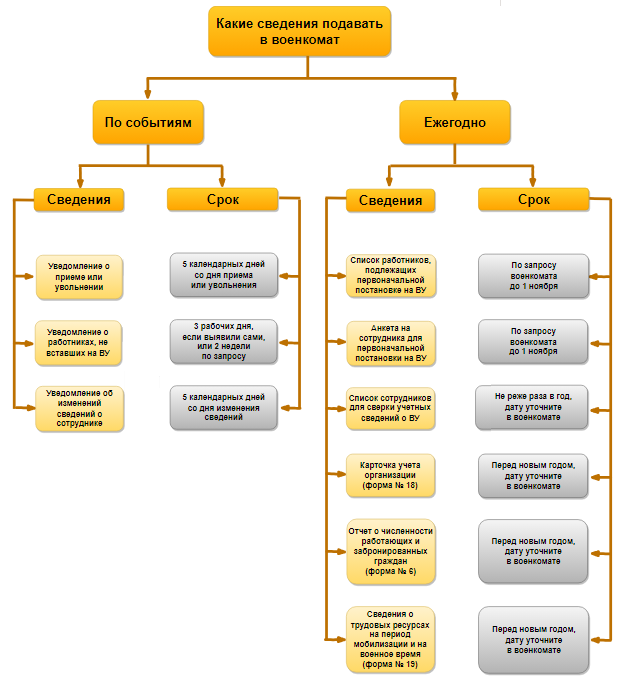 Какие сведения подавать
в военкомат
По событиям
Ежегодно
Сведения
Срок
Сведения
Срок
Уведомление о
приеме или
увольнении
5 календарных дней
со дня приема
или увольнения
Уведомление о
работниках, не
вставших на ВУ
3 рабочих дня,
если выявили сами,
или 2 недели
по запросу
Уведомление об
изменений
сведений о
сотруднике
5 календарных дней
со дня изменения
сведений
Список работников,
подлежащих
первоначальной
постановке на ВУ
По запросу
военкомата
до 1 ноября
Анкета на
сотрудника для
первоначальной
постановки на ВУ
По запросу
военкомата
до 1 ноября
Список сотрудников
для сверки учетных
сведений о ВУ
Не реже раза в год,
дату уточните
в военкомате
Карточка учета
организации
(форма № 18)
Перед новым годом,
дату уточните
в военкомате
Отчет о численности
работающих и
забронированных
граждан
(форма № 6)
Перед новым годом,
дату уточните
в военкомате
Сведения о
трудовых ресурсах
на период
мобилизации и на
военное время
(форма № 19)
Перед новым годом,
дату уточните
в военкомате